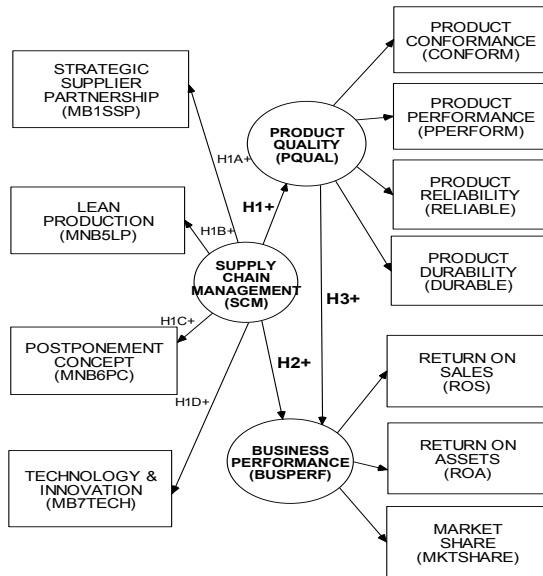 STRATEGIC
SUPPLIER
PARTNERSHIP
(MB1SSP)
LEAN
PRODUCTION
(MNB5LP)
POSTPONEMENT
CONCEPT
(MNB6PC)
TECHNOLOGY &
INNOVATION
(MB7TECH)
H1A+
H1B+
H1C+
H1D+
SUPPLY
CHAIN
MANAGEMENT
(SCM)
H1+
H2+
H3+
PRODUCT
QUALITY
(PQUAL)
BUSINESS
PERFORMANCE
(BUSPERF)
PRODUCT
CONFORMANCE
(CONFORM)
PRODUCT
PERFORMANCE
(PPERFORM)
PRODUCT
RELIABILITY
(RELIABLE)
PRODUCT
DURABILITY
(DURABLE)
RETURN ON
SALES
(ROS)
RETURN ON
ASSETS
(ROA)
MARKET
SHARE
(MKTSHARE)